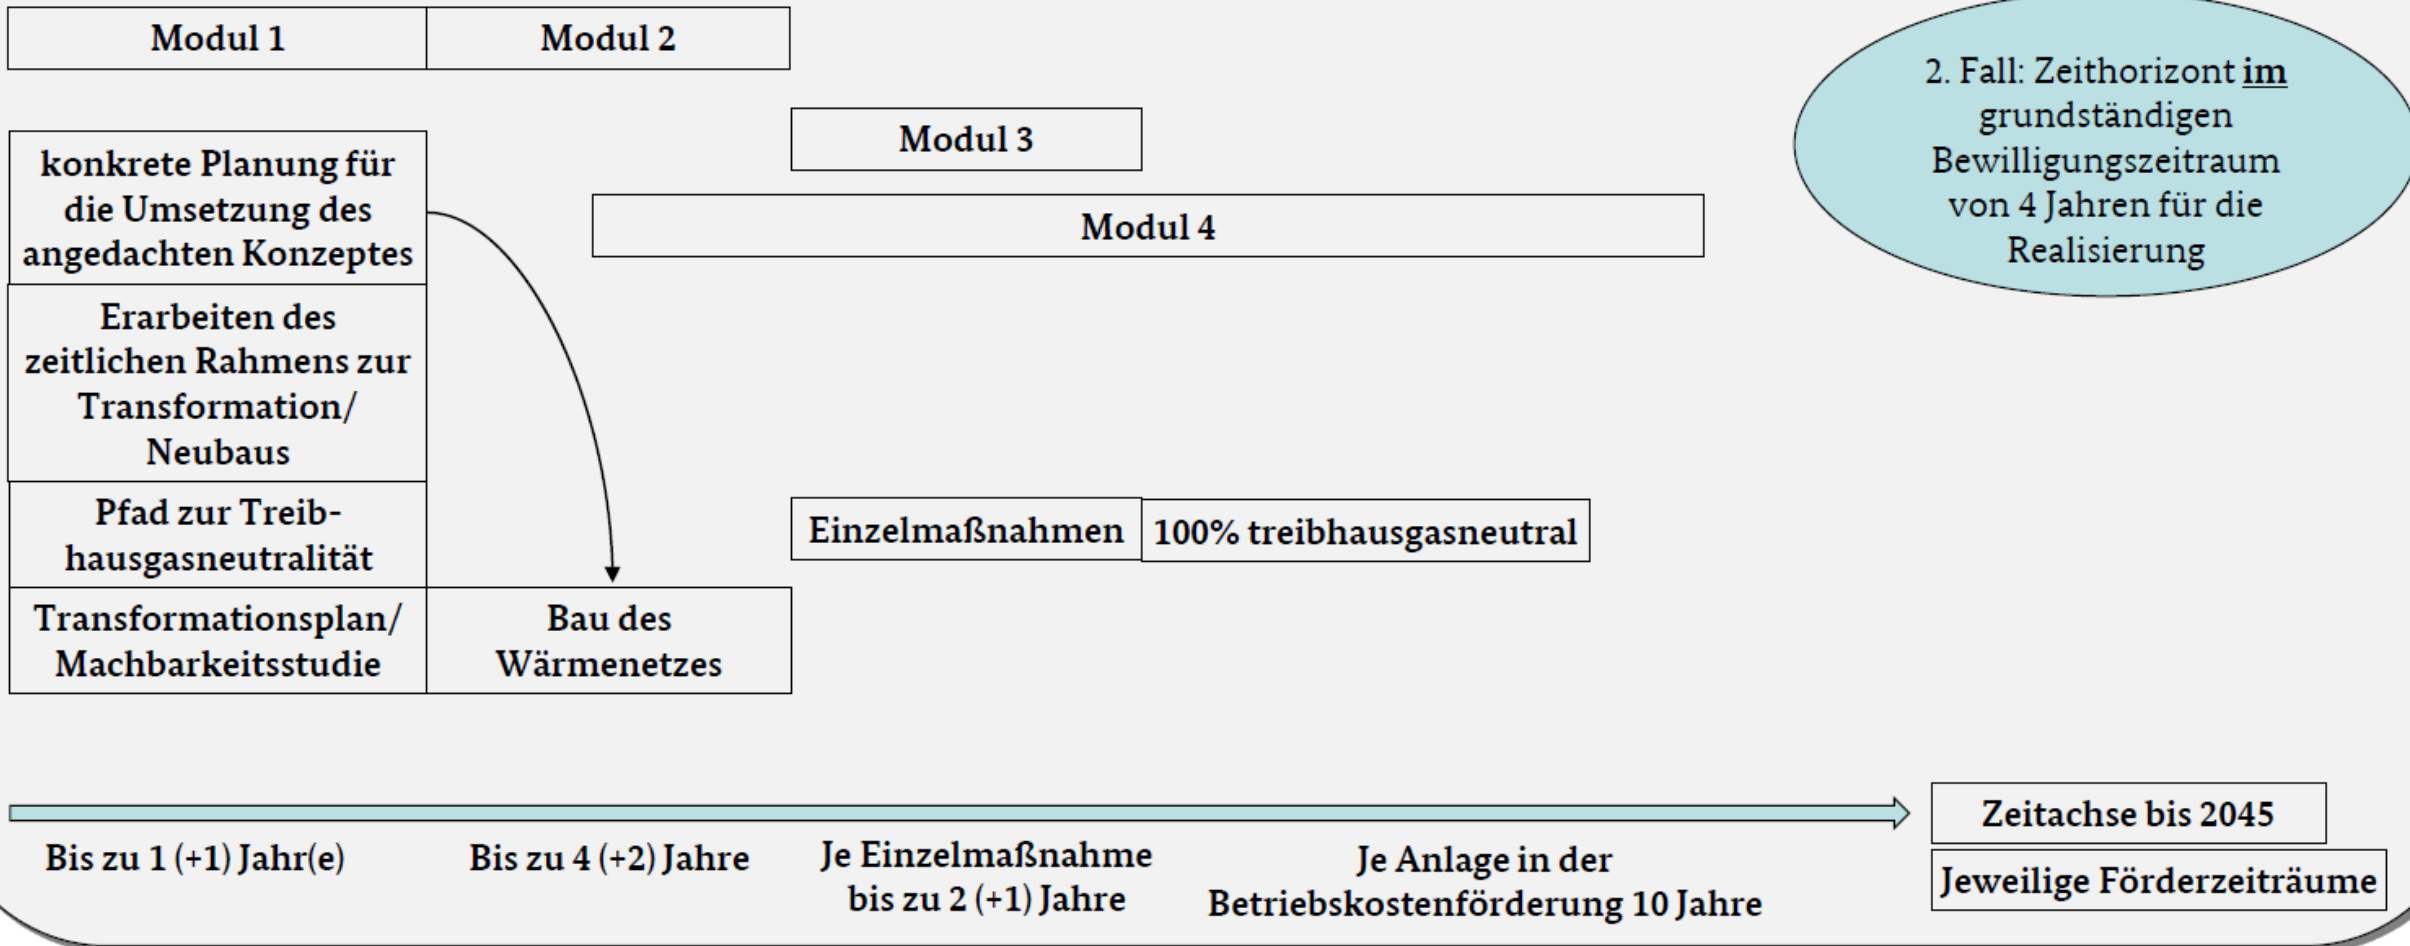 Modul 1
Modul 2
Modul 3
Modul 4
2. Fall: Zeithorizont im
grundständigen
Bewilligungszeitraum
von 4 Jahren für die
Realisierung
konkrete Planung für
die Umsetzung des
angedachten Konzeptes
Erarbeiten des
zeitlichen Rahmens zur
Transformation/
Neubaus
Pfad zur Treib-
hausgasneutralität
Transformationsplan/
Machbarkeitsstudie
Bau des
Wärmenetzes
Einzelmaßnahmen
100% treibhausgasneutral
Zeitachse bis 2045
Bis zu 1 (+1) Jahr(e)
Bis zu 4 (+2) Jahre
Je Einzelmaßnahme
bis zu 2 (+1) Jahre
Je Anlage in der
Betriebskostenförderung 10 Jahre
Jeweilige Förderzeiträume